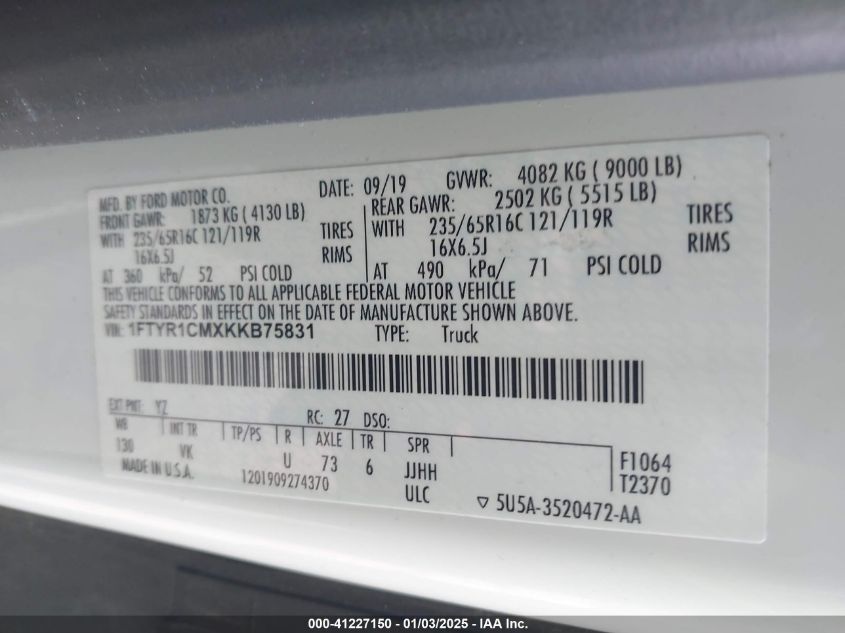 MFD. BY FORD MOTOR CO. DATE: 09/19 GVWR: 4082 KG ( 9000 LB)
FRONT GAWR: 1873 KG ( 4130 LB) REAR GAWR: 2502 KG ( 5515 LB)
WITH 235/65R16C 121/119R TIRES WITH 235/65R16C 121/119R TIRES
16X6.5J RIMS 16X6.5J RIMS
AT 360 kPa/ 52 PSI COLD AT 490 kPa/ 71 PSI COLD
THIS VEHICLE CONFORMS TO ALL APPLICABLE FEDERAL MOTOR VEHICLE
SAFETY STANDARDS IN EFFECT ON THE DATE OF MANUFACTURE SHOWN ABOVE.
VIN: 1FTYR1CMXKKB75831 TYPE: Truck
EXT PNT: YZ RC: 27 DSO:
WB INT TR TP/PS R AXLE TR SPR
130 VK U 73 6 JJHH F1064
MADE IN U.S.A. 1201909274370 ULC T2370
▽ 5U5A-3520472-AA
000-41227150 — 01/03/2025 — IAA Inc.